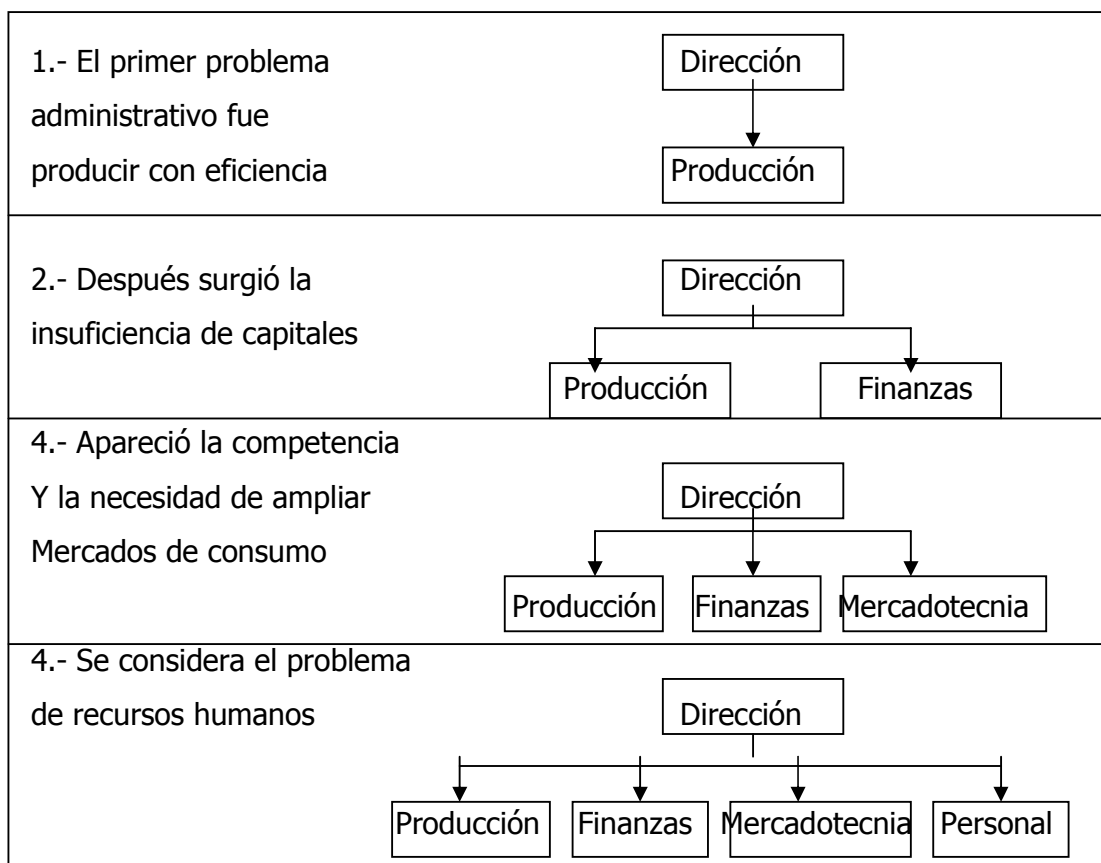 1.- El primer problema
administrativo fue
producir con eficiencia
Dirección
Producción
2.- Después surgió la
insuficiencia de capitales
Dirección
Producción Finanzas
4.- Apareció la competencia
Y la necesidad de ampliar
Mercados de consumo
Dirección
Producción Finanzas Mercadotecnia
4.- Se considera el problema
de recursos humanos
Dirección
Producción Finanzas Mercadotecnia Personal